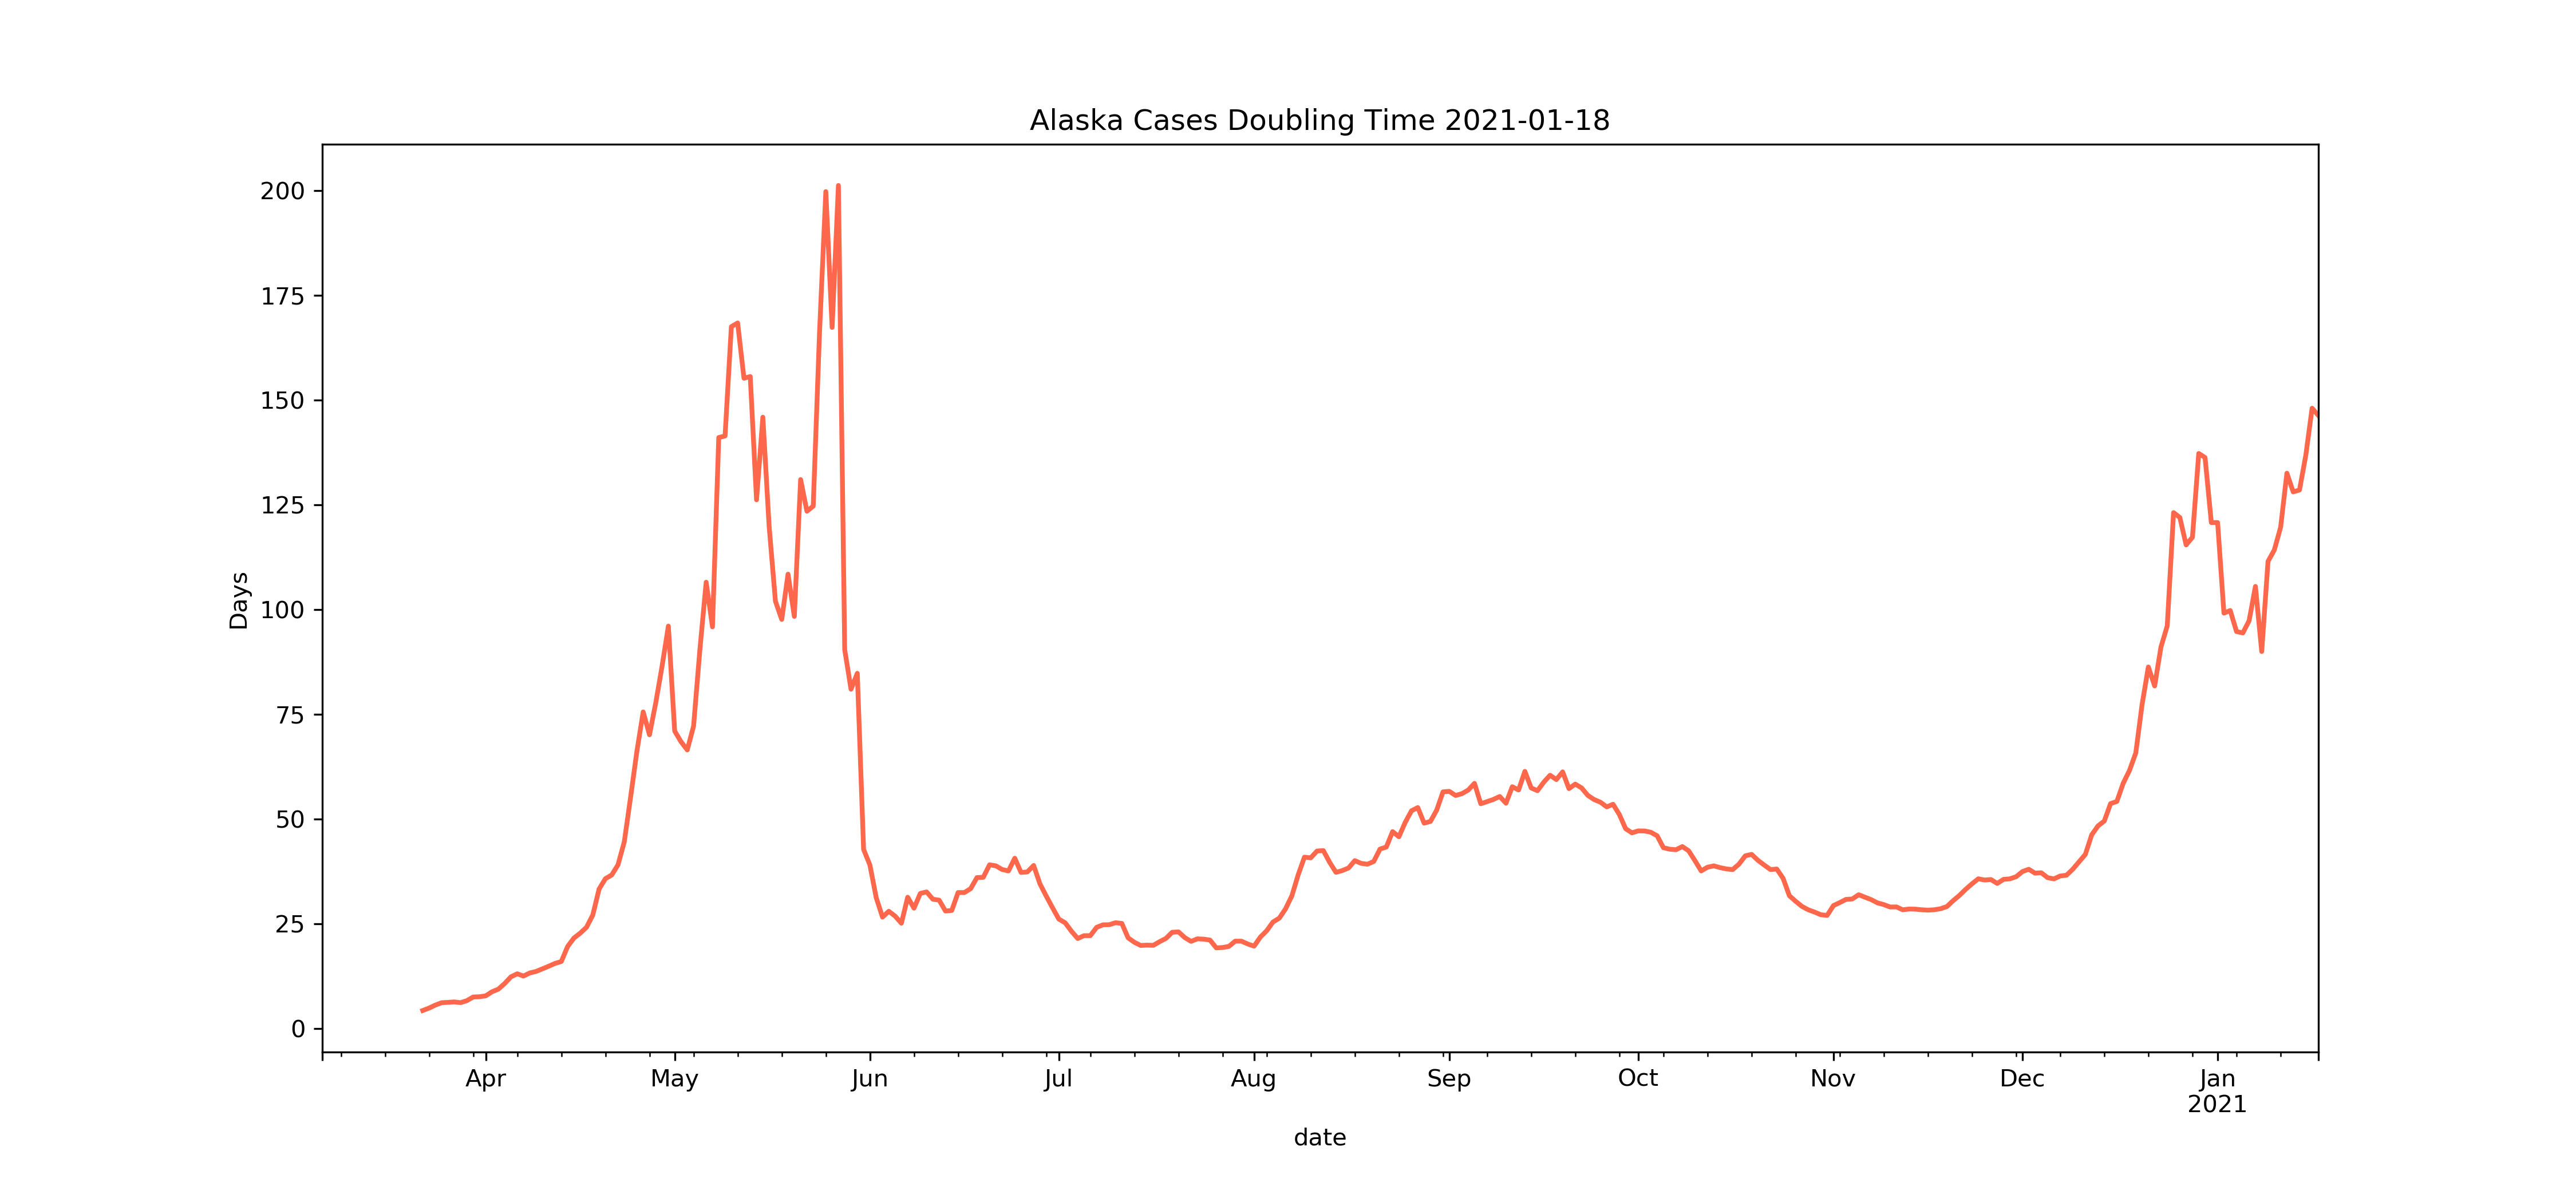 Alaska Cases Doubling Time 2021-01-18
200
175
150
125
100
75
50
25
0
Days
Apr May Jun Jul Aug Sep Oct Nov Dec Jan
2021
date